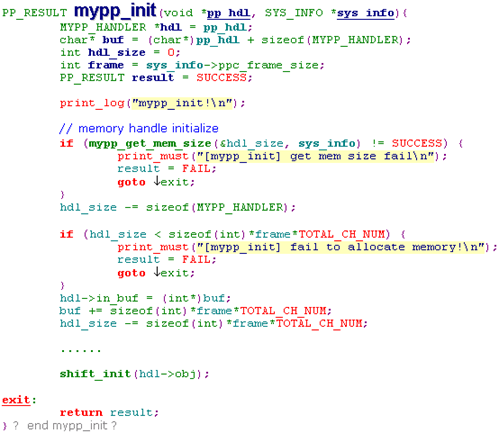 PP_RESULT mypp_init(void *pp_hdl, SYS_INFO *sys_info){
MYPP_HANDLER *hdl = pp_hdl;
char* buf = (char*)pp_hdl + sizeof(MYPP_HANDLER);
int hdl_size = 0;
int frame = sys_info->ppc_frame_size;
PP_RESULT result = SUCCESS;
print_log("mypp_init!\n");
// memory handle initialize
if (mypp_get_mem_size(&hdl_size, sys_info) != SUCCESS) {
print_must("[mypp_init] get mem size fail\n");
result = FAIL;
goto ↓exit;
}
hdl_size -= sizeof(MYPP_HANDLER);
if (hdl_size < sizeof(int)*frame*TOTAL_CH_NUM) {
print_must("[mypp_init] fail to allocate memory!\n");
result = FAIL;
goto ↓exit;
}
hdl->in_buf = (int*)buf;
buf += sizeof(int)*frame*TOTAL_CH_NUM;
hdl_size -= sizeof(int)*frame*TOTAL_CH_NUM;
......
shift_init(hdl->obj);
exit:
return result;
} ? end mypp_init ?